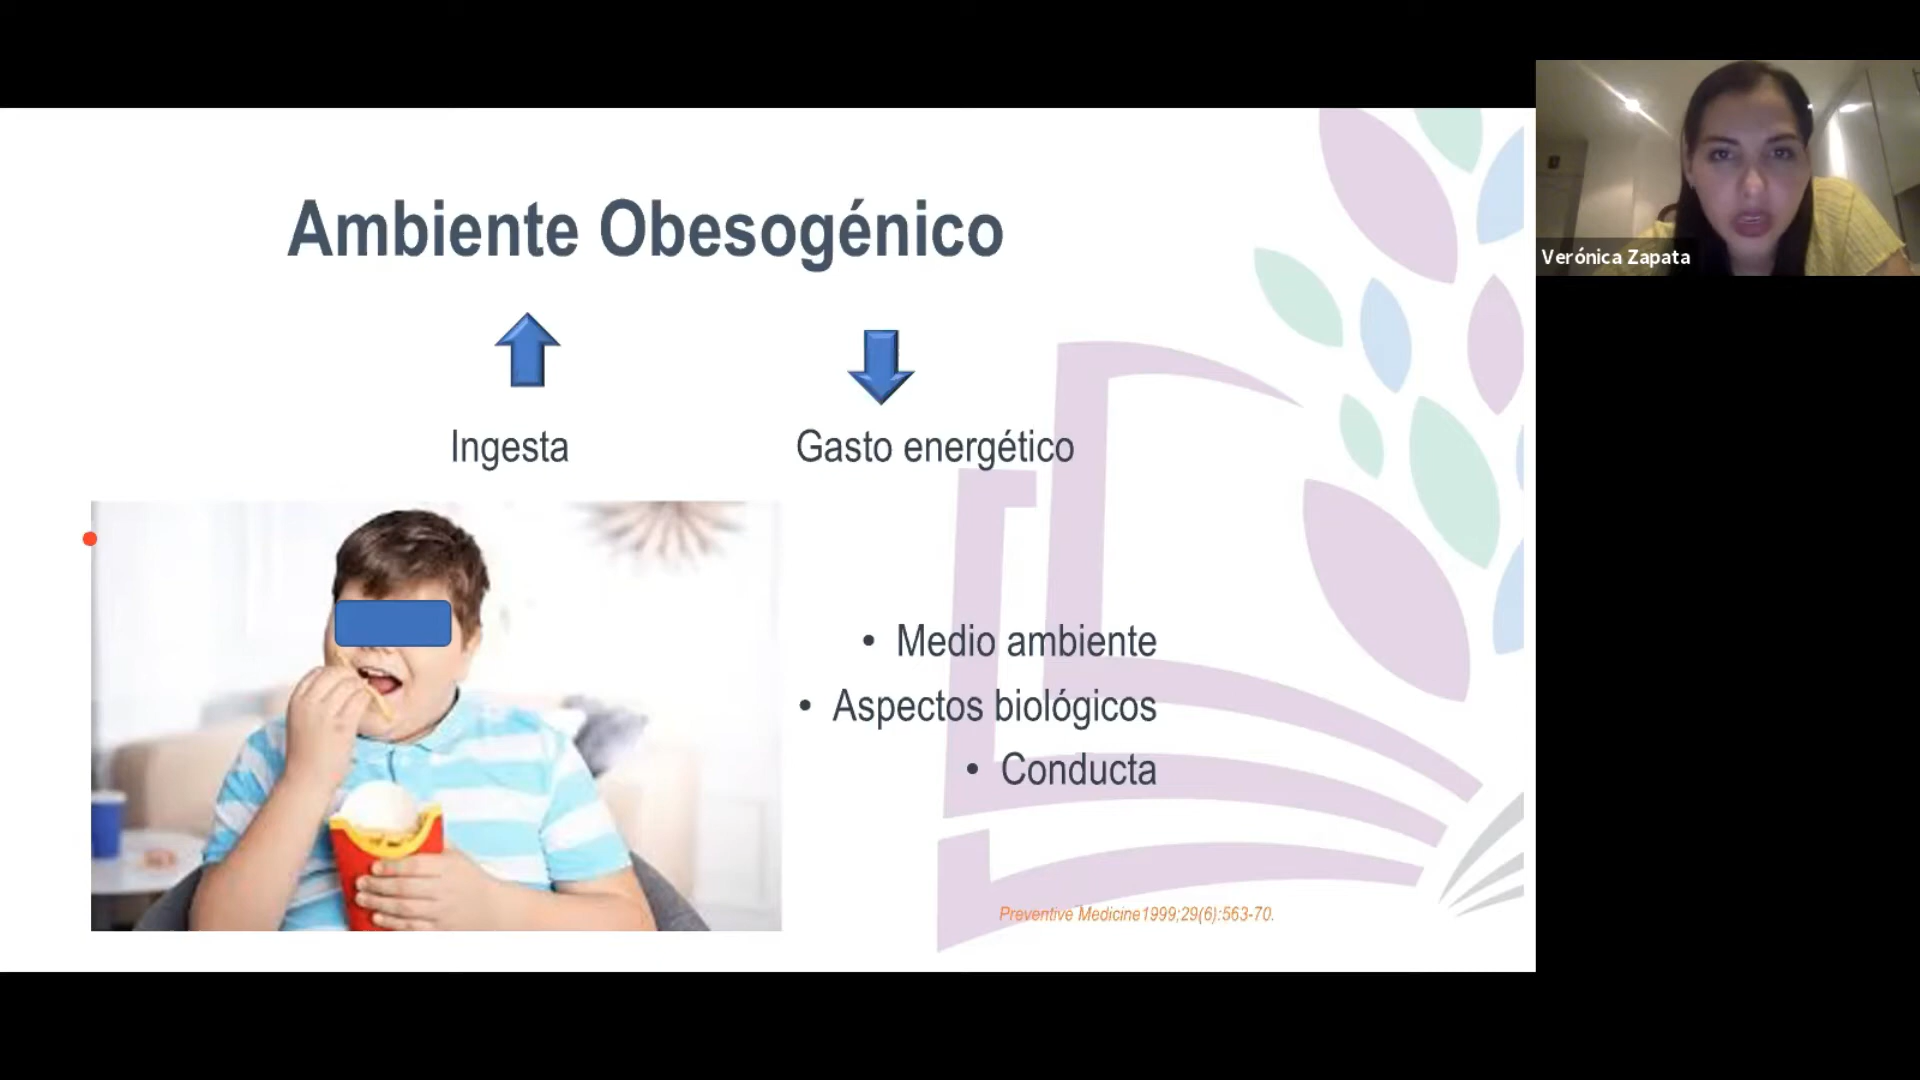 Ambiente Obesogénico
Ingesta
Gasto energético
• Medio ambiente
• Aspectos biológicos
• Conducta
Preventive Medicine1999;29(6):563-70.
Verónica Zapata